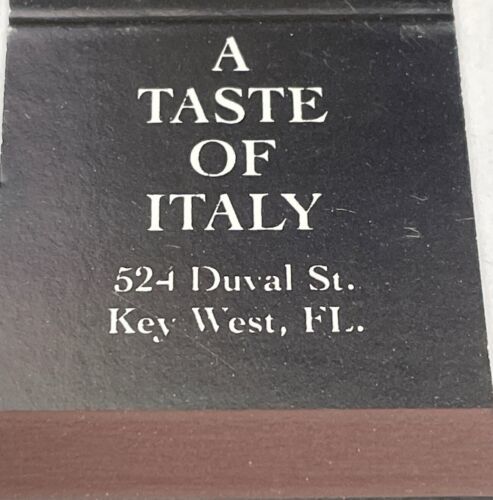 A
TASTE
OF
ITALY
524 Duval St.
Key West, FL.